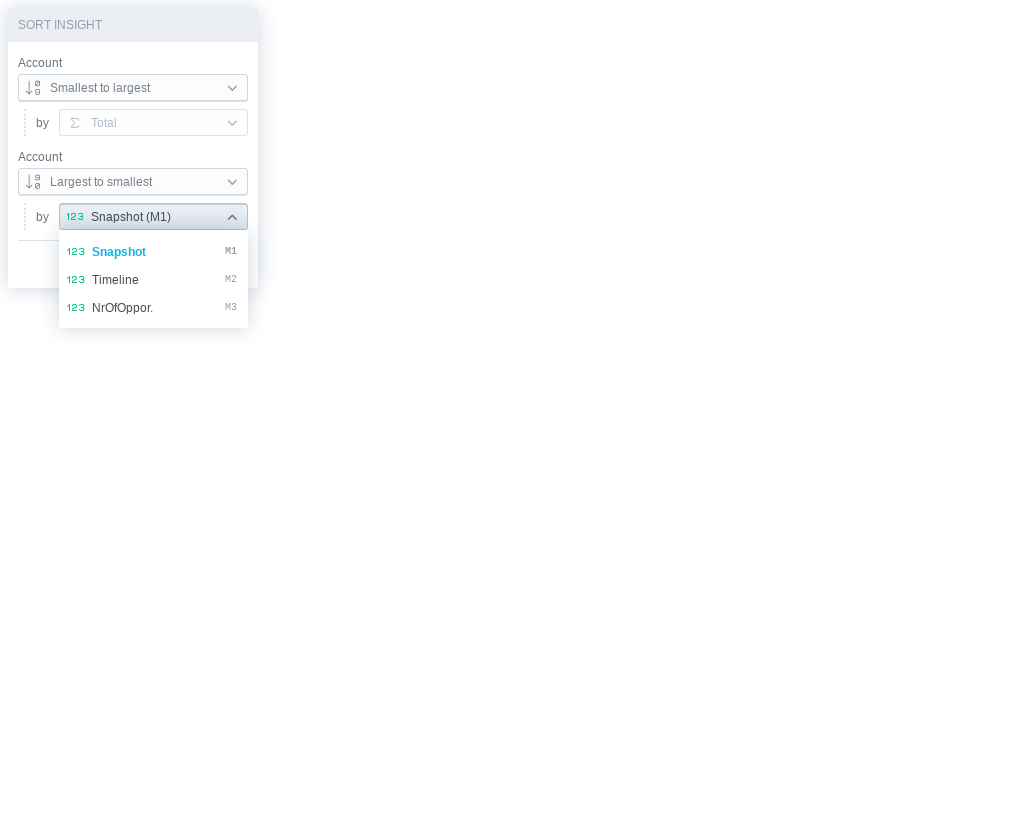 SORT INSIGHT
Account
Smallest to largest
by Total
Account
Largest to smallest
by 123 Snapshot (M1)
123 Snapshot M1
123 Timeline M2
123 NrOfOppor. M3